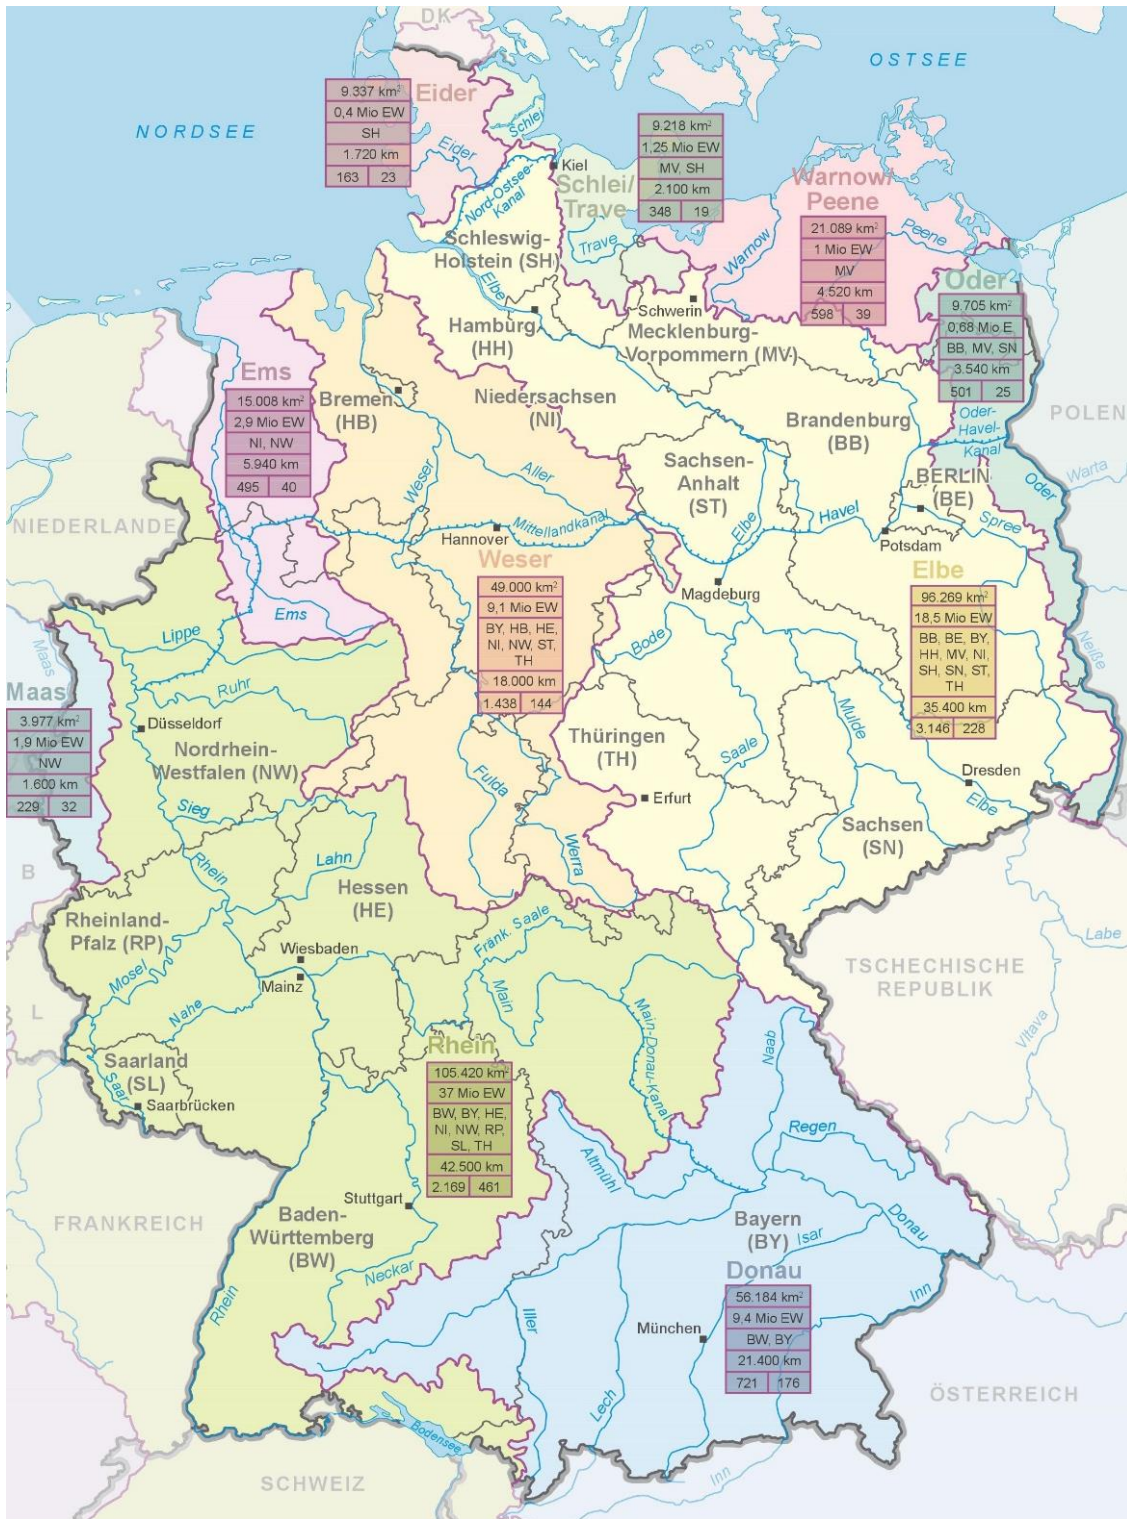 DK
OSTSEE
NORDSEE
Eider
9.337 km²
0,4 Mio EW
SH
1.720 km
163 23
Eider
Schlei
Kiel
Nord-Ostsee-
Kanal
Schlei/
Trave
9.218 km²
1,25 Mio EW
MV, SH
2.100 km
348 19
Trave
Warnow/
Peene
21.089 km²
1 Mio EW
MV
4.520 km
598 39
Warnow
Peene
Schleswig-
Holstein (SH)
Elbe
Oder
9.705 km²
0,68 Mio E
BB, MV, SN
3.540 km
501 25
Schwerin
Hamburg
(HH)
Mecklenburg-
Vorpommern (MV)
Ems
15.008 km²
2,9 Mio EW
NI, NW
5.940 km
495 40
Bremen
(HB)
Niedersachsen
(NI)
Brandenburg
(BB)
Oder-
Havel-
Kanal
POLEN
Warta
Weser
Aller
Sachsen-
Anhalt
(ST)
BERLIN
(BE)
Oder
NIEDERLANDE
Hannover
Mittellandkanal
Elbe
Havel
Spree
Potsdam
Weser
49.000 km²
9,1 Mio EW
BY, HB, HE,
NI, NW, ST,
TH
18.000 km
1.438 144
Magdeburg
Elbe
96.269 km²
18,5 Mio EW
BB, BE, BY,
HH, MV, NI,
SH, SN, ST,
TH
35.400 km
3.146 228
Ems
Lippe
Bode
Neiße
Maas
Ruhr
Maas
3.977 km²
1,9 Mio EW
NW
1.600 km
229 32
Düsseldorf
Nordrhein-
Westfalen (NW)
Thüringen
(TH)
Saale
Mulde
Fulda
Dresden
Elbe
Erfurt
Sieg
Sachsen
(SN)
Rhein
Lahn
Werra
B
Hessen
(HE)
Rheinland-
Pfalz (RP)
Fränk. Saale
Labe
Wiesbaden
Mosel
Mainz
Main
TSCHECHISCHE
REPUBLIK
L
Nahe
Main-Donau-Kanal
Naab
Vltava
Saarland
(SL)
Saar
Saarbrücken
Rhein
105.420 km²
37 Mio EW
BW, BY, HE,
NI, NW, RP,
SL, TH
42.500 km
2.169 461
Regen
Altmühl
Stuttgart
FRANKREICH
Baden-
Württemberg
(BW)
Bayern
(BY)
Isar
Donau
Neckar
Donau
56.184 km²
9,4 Mio EW
BW, BY
21.400 km
721 176
Rhein
Iller
Inn
München
Lech
ÖSTERREICH
Bodensee
SCHWEIZ
Inn